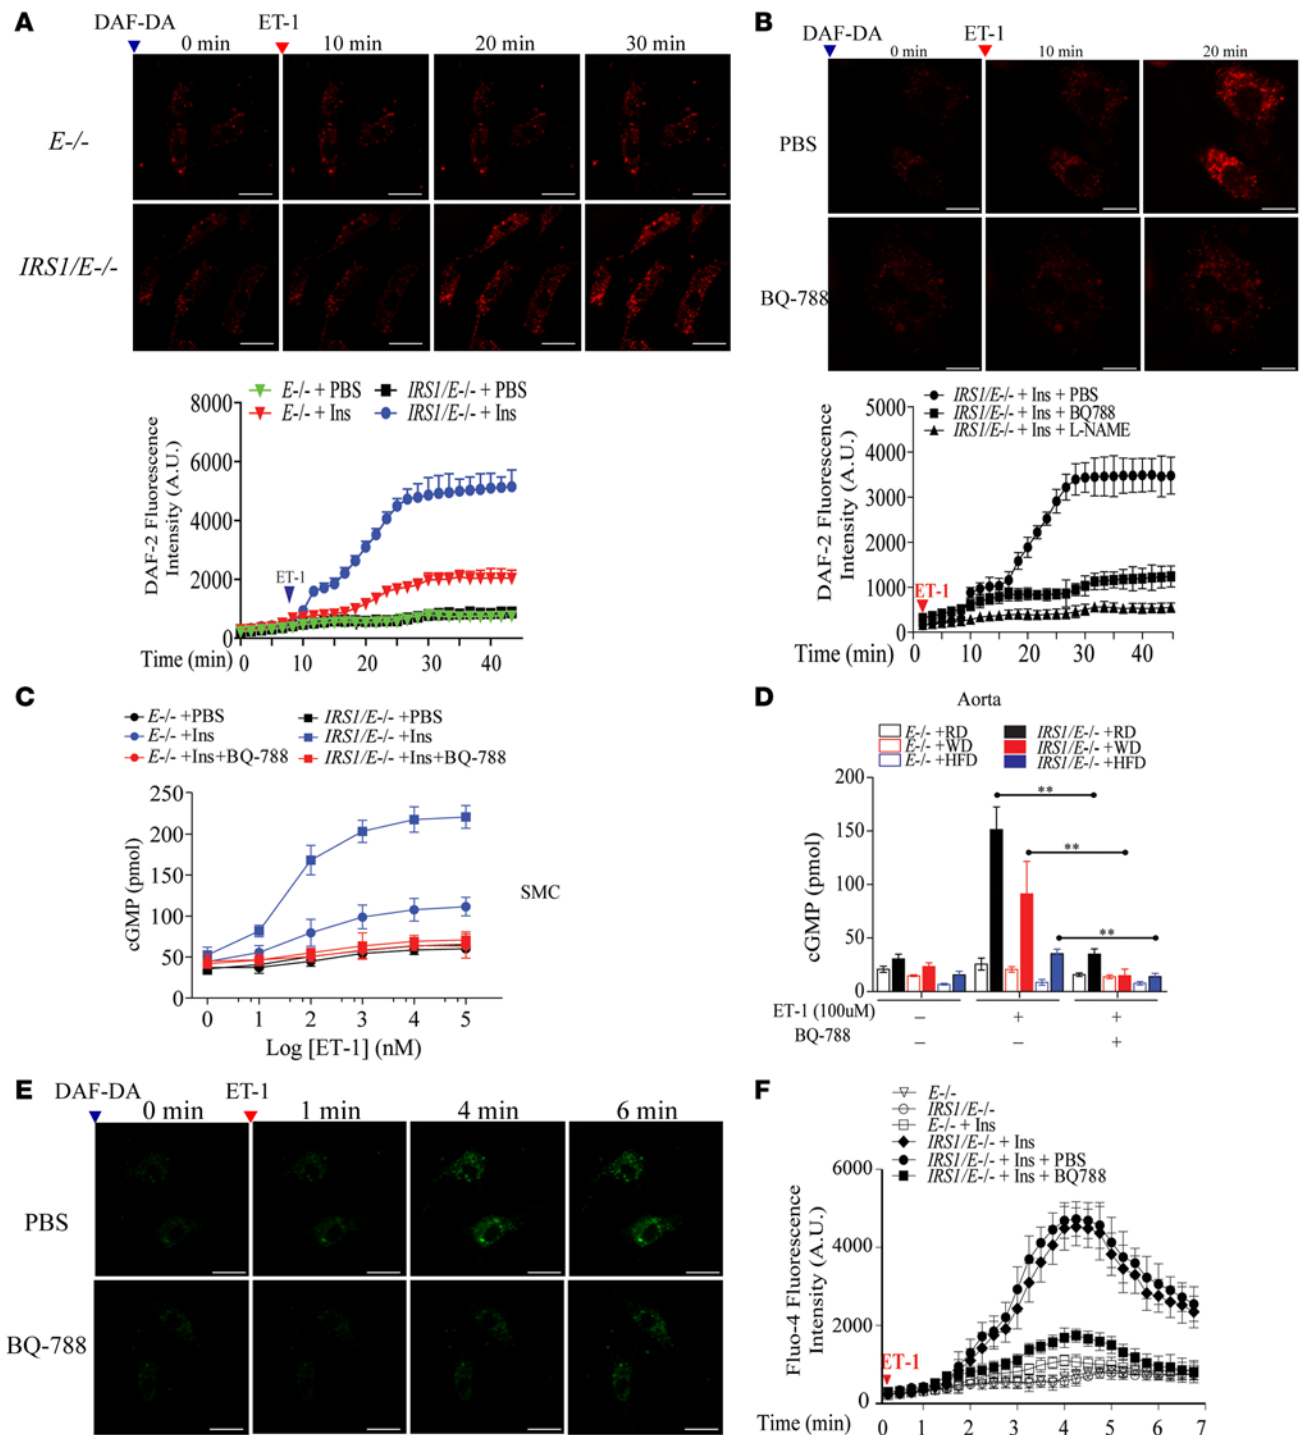 A
DAF-DA ET-1
0 min 10 min 20 min 30 min
E-/-
IRS1/E-/-
E-/- + PBS IRS1/E-/- + PBS
E-/- + Ins IRS1/E-/- + Ins
DAF-2 Fluorescence
Intensity (A.U.)
8000
6000
4000
2000
0
ET-1
Time (min) 0 10 20 30 40
B
DAF-DA ET-1
0 min 10 min 20 min
PBS
BQ-788
IRS1/E-/- + Ins + PBS
IRS1/E-/- + Ins + BQ788
IRS1/E-/- + Ins + L-NAME
DAF-2 Fluorescence
Intensity (A.U.)
5000
4000
3000
2000
1000
0
ET-1
Time (min) 0 10 20 30 40
C
E-/- +PBS IRS1/E-/- +PBS
E-/- +Ins IRS1/E-/- +Ins
E-/- +Ins+BQ-788 IRS1/E-/- +Ins+BQ-788
cGMP (pmol)
250
200
150
100
50
0
0 1 2 3 4 5
Log [ET-1] (nM)
SMC
D
Aorta
E-/- +RD IRS1/E-/- +RD
E-/- +WD IRS1/E-/- +WD
E-/- +HFD IRS1/E-/- +HFD
cGMP (pmol)
200
150
100
50
0
**
**
**
ET-1 (100uM) – + +
BQ-788 – – +
E
DAF-DA ET-1
0 min 1 min 4 min 6 min
PBS
BQ-788
F
E-/-
IRS1/E-/-
E-/- + Ins
IRS1/E-/- + Ins
IRS1/E-/- + Ins + PBS
IRS1/E-/- + Ins + BQ788
Fluo-4 Fluorescence
Intensity (A.U.)
6000
4000
2000
0
ET-1
Time (min) 0 1 2 3 4 5 6 7